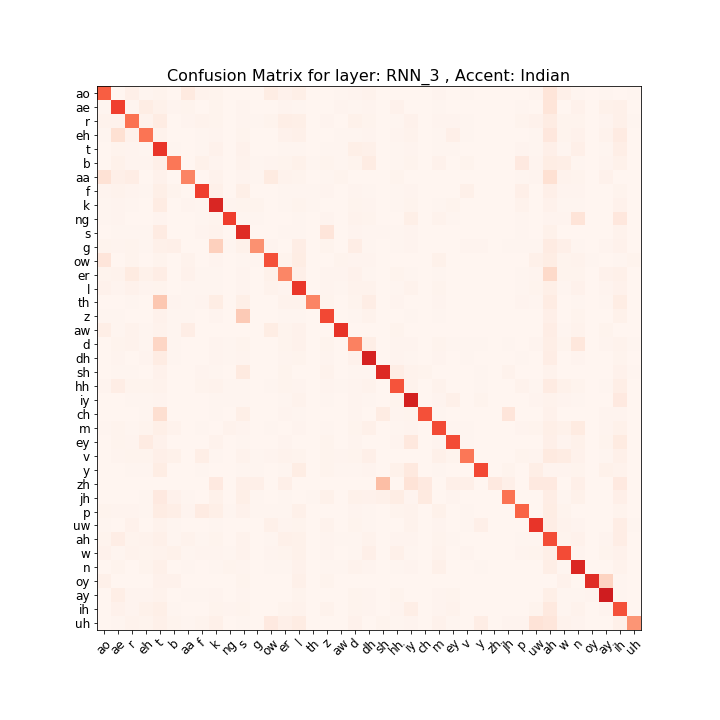 Confusion Matrix for layer: RNN_3 , Accent: Indian
ao
ae
r
eh
t
b
aa
f
k
ng
s
g
ow
er
l
th
z
aw
d
dh
sh
hh
iy
ch
m
ey
v
y
zh
jh
p
uw
ah
w
n
oy
ay
ih
uh
ao ae r eh t b aa f k ng s g ow er l th z aw d dh sh hh iy ch m ey v y zh jh p uw ah w n oy ay ih uh